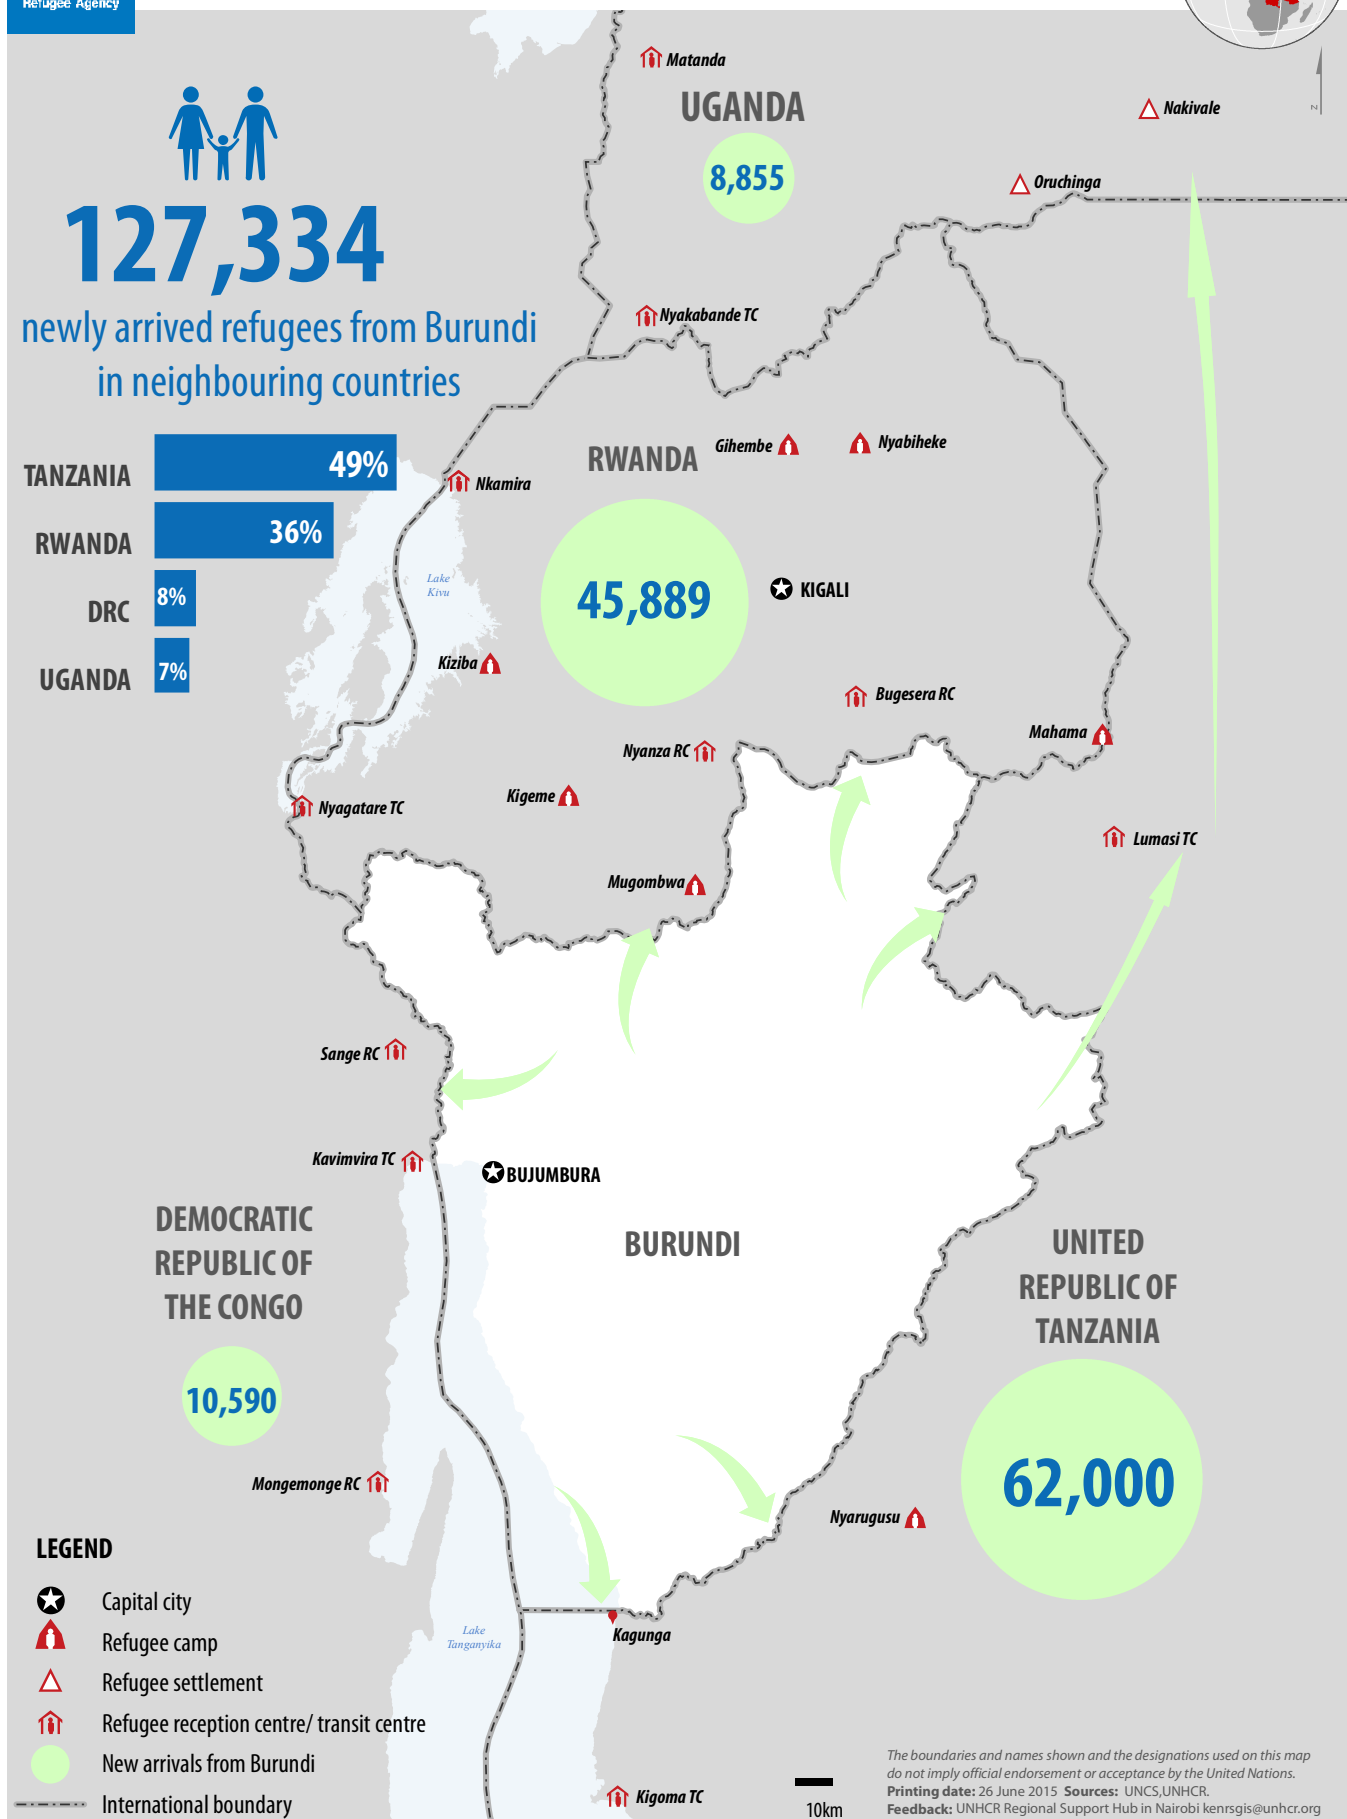 Refugee Agency
N
Matanda
UGANDA
8,855
Nakivale
Oruchinga
127,334
newly arrived refugees from Burundi
in neighbouring countries
Nyakabande TC
TANZANIA 49%
RWANDA 36%
DRC 8%
UGANDA 7%
RWANDA
Gihembe
Nyabiheke
Nkamira
Lake
Kivu
45,889
KIGALI
Kiziba
Bugesera RC
Mahama
Nyanza RC
Kigeme
Nyagatare TC
Lumasi TC
Mugombwa
Sange RC
Kavimvira TC
BUJUMBURA
DEMOCRATIC
REPUBLIC OF
THE CONGO
10,590
BURUNDI
UNITED
REPUBLIC OF
TANZANIA
62,000
Mongemonge RC
Nyarugusu
Kagunga
Lake
Tanganyika
Kigoma TC
LEGEND
Capital city
Refugee camp
Refugee settlement
Refugee reception centre/ transit centre
New arrivals from Burundi
International boundary
10km
The boundaries and names shown and the designations used on this map
do not imply official endorsement or acceptance by the United Nations.
Printing date: 26 June 2015 Sources: UNCS,UNHCR.
Feedback: UNHCR Regional Support Hub in Nairobi kenrsgis@unhcr.org